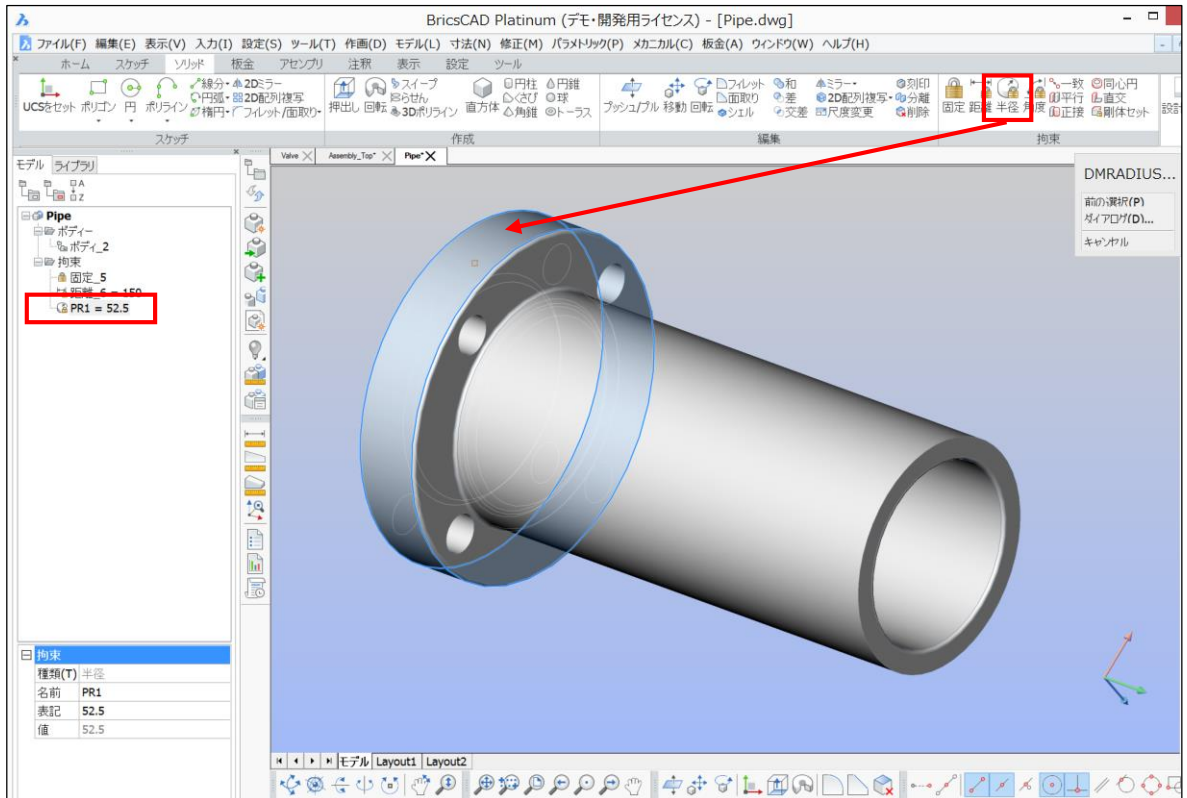 BricsCAD Platinum (デモ・開発用ライセンス) - [Pipe.dwg]
ファイル(F) 編集(E) 表示(V) 入力(I) 設定(S) ツール(T) 作画(D) モデル(L) 寸法(N) 修正(M) パラメトリック(P) メカニカル(C) 板金(A) ウィンドウ(W) ヘルプ(H)
ホーム スケッチ ソリッド 板金 アセンブリ 注釈 表示 設定 ツール
線分 2Dミラー スイープ 円柱 円錐 フィレット 和 ミラー 刻印 一致 同心円
円弧 2D配列複写 らせん くさび 球 面取り 差 2D配列複写 分離 平行 直交
UCSをセット ポリゴン 円 ポリライン 楕円 フィレット/面取り 押出し 回転 3Dポリライン 直方体 角錐 トーラス プッシュ/プル 移動 回転 シェル 交差 尺度変更 削除 固定 距離 半径 角度 正接 剛体セット
スケッチ 作成 編集 拘束
Valve Assembly_Top* Pipe*
モデル ライブラリ
DMRADIUS...
前の選択(P)
ダイアログ(D)...
キャンセル
Pipe
ボディー
ボディ_2
拘束
固定_5
距離_6 = 150
PR1 = 52.5
拘束
種類(T) 半径
名前 PR1
表記 52.5
値 52.5
モデル Layout1 Layout2